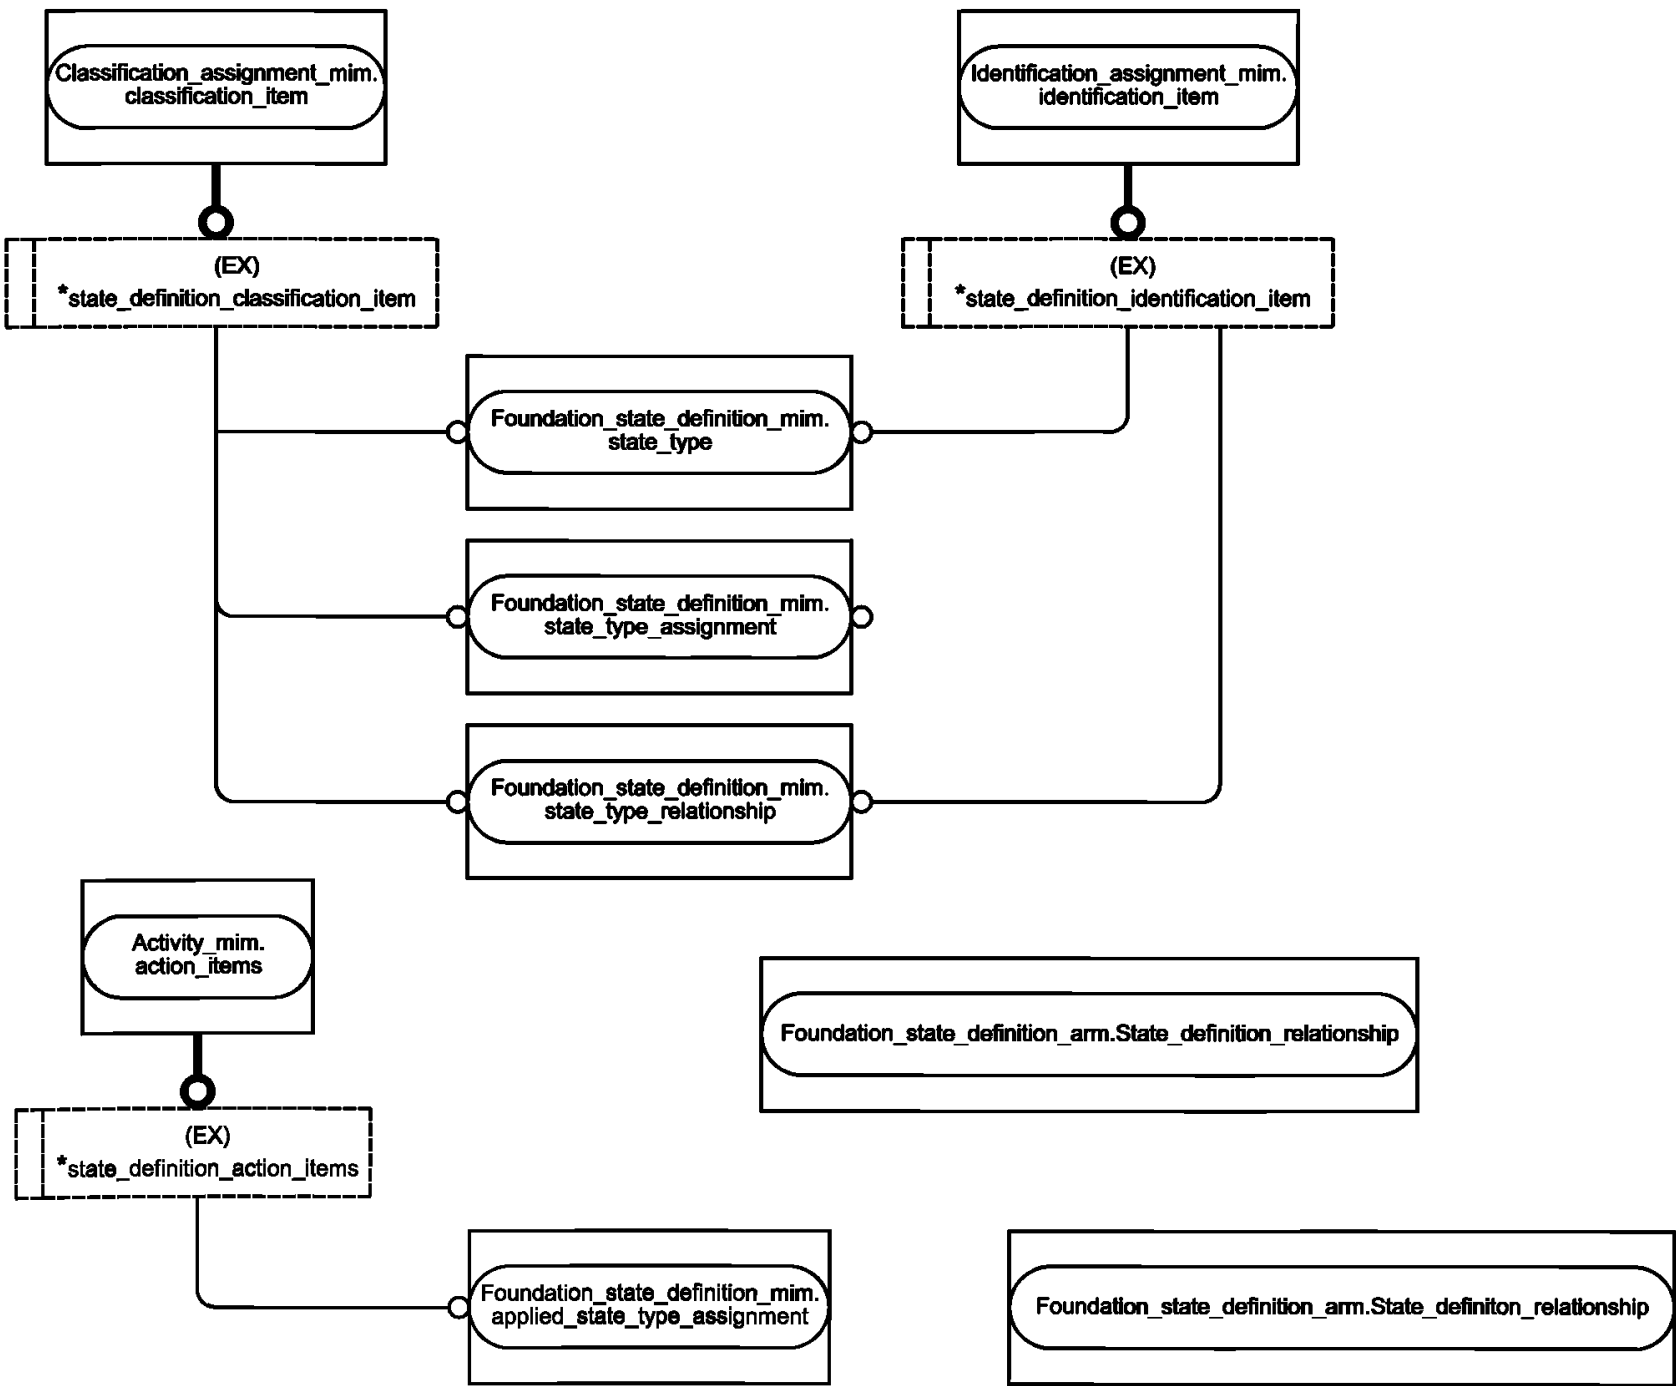 Classification_assignment_mim.
classification_item
Identification_assignment_mim.
identification_item
(EX)
*state_definition_classification_item
(EX)
*state_definition_identification_item
Foundation_state_definition_mim.
state_type
Foundation_state_definition_mim.
state_type_assignment
Foundation_state_definition_mim.
state_type_relationship
Activity_mim.
action_items
Foundation_state_definition_arm.State_definition_relationship
(EX)
*state_definition_action_items
Foundation_state_definition_mim.
applied_state_type_assignment
Foundation_state_definition_arm.State_definiton_relationship